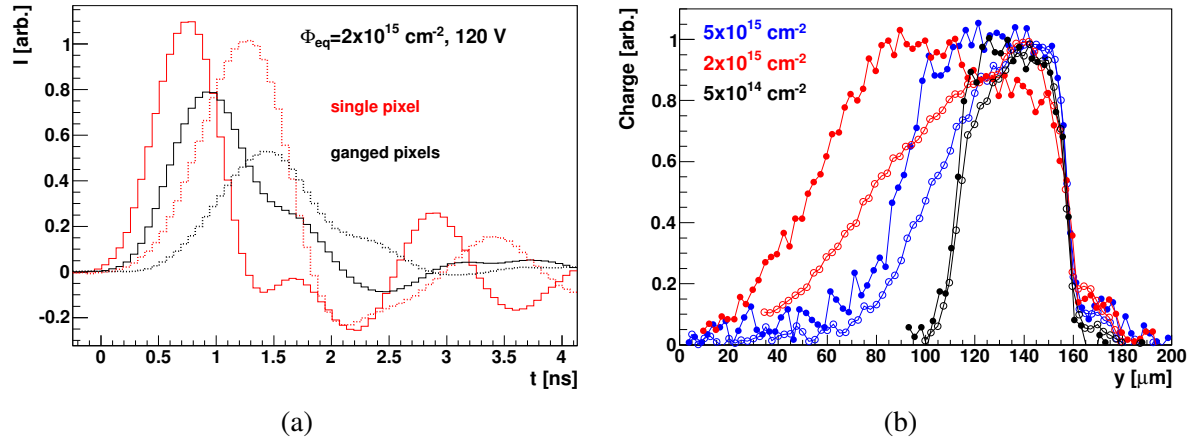 I [arb.]
1
0.8
0.6
0.4
0.2
0
-0.2
Φeq=2x10^15 cm^-2, 120 V
single pixel
ganged pixels
0 0.5 1 1.5 2 2.5 3 3.5 4
t [ns]
(a)
Charge [arb.]
1
0.8
0.6
0.4
0.2
0
5x10^15 cm^-2
2x10^15 cm^-2
5x10^14 cm^-2
0 20 40 60 80 100 120 140 160 180 200
y [μm]
(b)